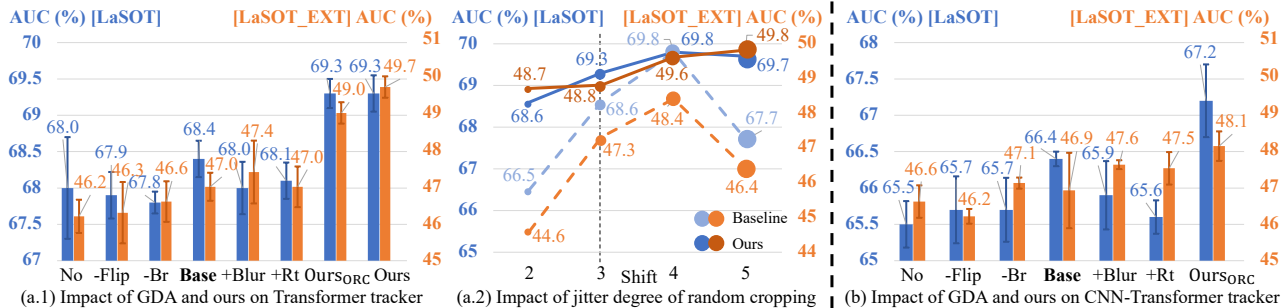 AUC (%) [LaSOT] [LaSOT_EXT] AUC (%)
70 69.5 69 68.5 68 67.5 67
51 50 49 48 47 46 45
68.0 46.2 67.9 46.3 67.8 46.6 68.4 47.0 68.0 47.4 68.1 47.0 69.3 49.0 69.3 49.7
No -Flip -Br Base +Blur +Rt OursORC Ours
(a.1) Impact of GDA and ours on Transformer tracker
AUC (%) [LaSOT] [LaSOT_EXT] AUC (%)
70 69 68 67 66 65
50 49 48 47 46 45 44
48.7 68.6 66.5 44.6 69.3 48.8 68.6 47.3 69.8 69.8 49.6 48.4 49.8 69.7 67.7 46.4
Baseline
Ours
2 3 Shift 4 5
(a.2) Impact of jitter degree of random cropping
AUC (%) [LaSOT] [LaSOT_EXT] AUC (%)
68 67.5 67 66.5 66 65.5 65
51 50 49 48 47 46 45
65.5 46.6 65.7 46.2 65.7 47.1 66.4 46.9 65.9 47.6 65.6 47.5 67.2 48.1
No -Flip -Br Base +Blur +Rt OursORC
(b) Impact of GDA and ours on CNN-Transformer tracker